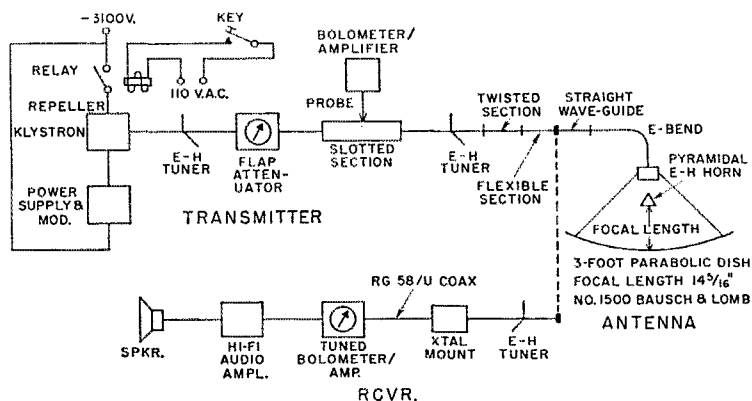 -3100V.
KEY
BOLOMETER/
AMPLIFIER
RELAY
110 V.A.C.
REPELLER
PROBE
TWISTED
SECTION
STRAIGHT
WAVE-GUIDE
KLYSTRON
E-BEND
E-H
TUNER
FLAP
ATTEN-
UATOR
SLOTTED
SECTION
E-H
TUNER
FLEXIBLE
SECTION
PYRAMIDAL
E-H HORN
POWER
SUPPLY &
MOD.
TRANSMITTER
FOCAL LENGTH
3-FOOT PARABOLIC DISH
FOCAL LENGTH 14 5/16"
NO. 1500 BAUSCH & LOMB
ANTENNA
RG 58/U COAX
SPKR.
HI-FI
AUDIO
AMPL.
TUNED
BOLOMETER/
AMP.
XTAL
MOUNT
E-H
TUNER
RCVR.